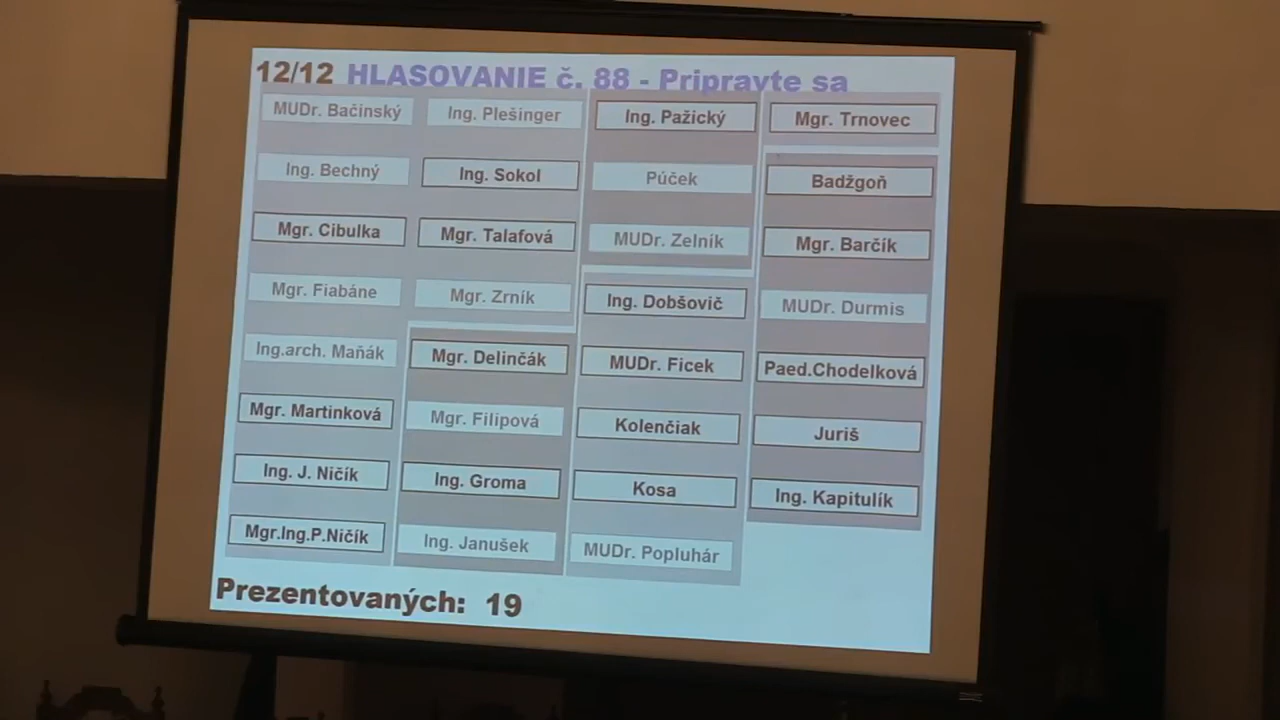 12/12 HLASOVANIE č. 88 - Pripravte sa
MUDr. Bačinský
Ing. Bechný
Mgr. Cibulka
Mgr. Fiabáne
Ing.arch. Maňák
Mgr. Martinková
Ing. J. Ničík
Mgr.Ing.P.Ničík
Ing. Plešinger
Ing. Sokol
Mgr. Talafová
Mgr. Zrník
Mgr. Delinčák
Mgr. Filipová
Ing. Groma
Ing. Janušek
Ing. Pažický
Púček
MUDr. Zelník
Ing. Dobšovič
MUDr. Ficek
Kolenčiak
Kosa
MUDr. Popluhár
Mgr. Trnovec
Badžgoň
Mgr. Barčík
MUDr. Durmis
Paed.Chodelková
Juriš
Ing. Kapitulík
Prezentovaných: 19